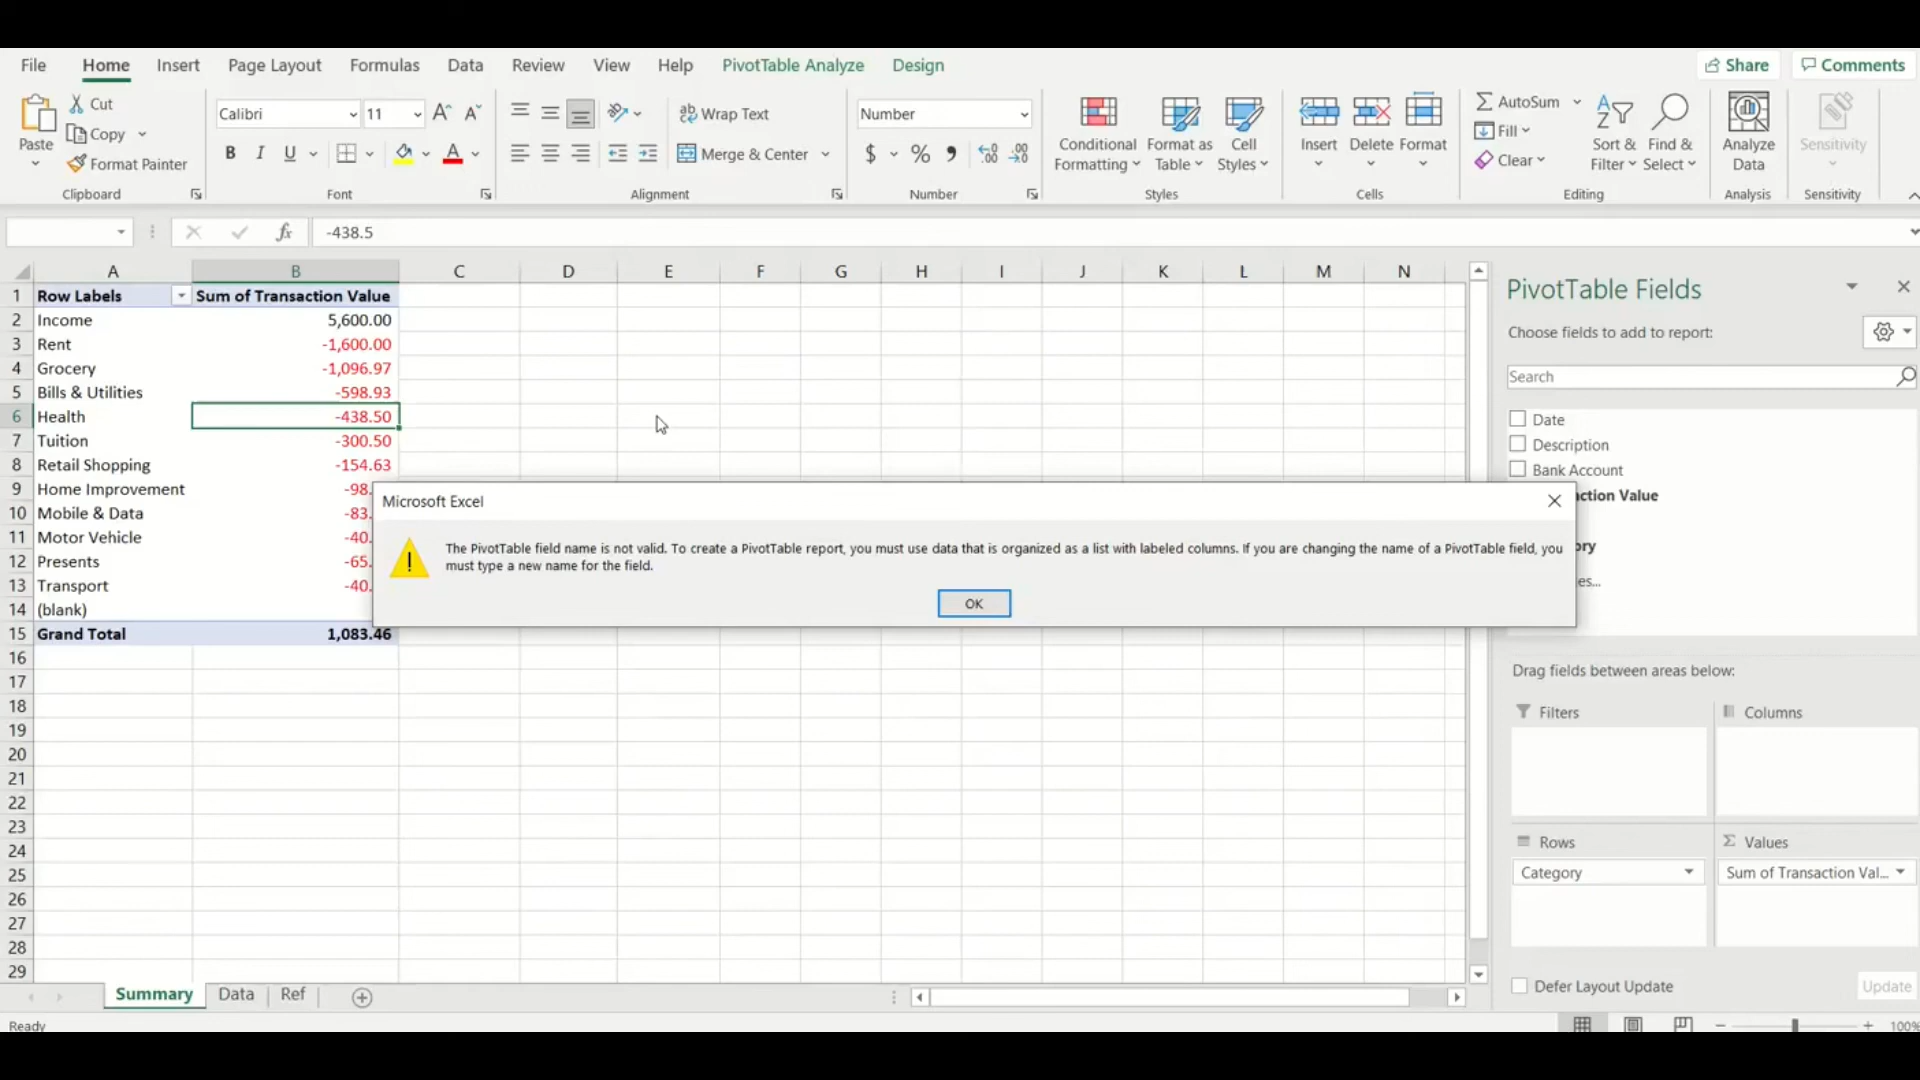 File Home Insert Page Layout Formulas Data Review View Help PivotTable Analyze Design Share Comments
Paste
Cut
Copy
Format Painter
Clipboard
Calibri 11
B I U
Font
Wrap Text
Merge & Center
Alignment
Number
$ % ,
Number
Conditional Formatting
Format as Table
Cell Styles
Styles
Insert Delete Format
Cells
AutoSum
Fill
Clear
Sort & Filter
Find & Select
Editing
Analyze Data
Analysis
Sensitivity
Sensitivity
fx -438.5
A B C D E F G H I J K L M N
1 Row Labels Sum of Transaction Value
2 Income 5,600.00
3 Rent -1,600.00
4 Grocery -1,096.97
5 Bills & Utilities -598.93
6 Health -438.50
7 Tuition -300.50
8 Retail Shopping -154.63
9 Home Improvement -98.
10 Mobile & Data -83.
11 Motor Vehicle -40.
12 Presents -65.
13 Transport -40.
14 (blank)
15 Grand Total 1,083.46
16
17
18
19
20
21
22
23
24
25
26
27
28
29
Microsoft Excel
The PivotTable field name is not valid. To create a PivotTable report, you must use data that is organized as a list with labeled columns. If you are changing the name of a PivotTable field, you
must type a new name for the field.
OK
PivotTable Fields
Choose fields to add to report:
Search
Date
Description
Bank Account
ction Value
ry
es...
Drag fields between areas below:
Filters
Columns
Rows
Values
Category
Sum of Transaction Val...
Defer Layout Update
Update
Summary Data Ref
Ready
100%